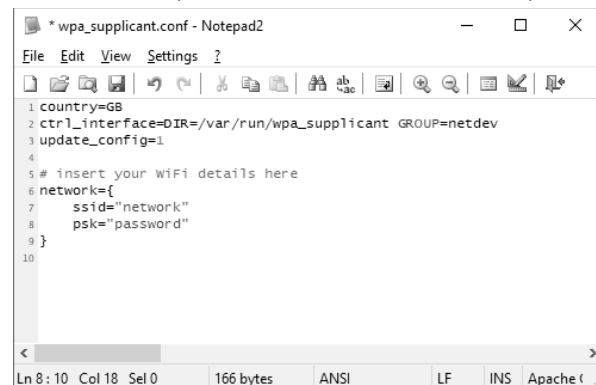 * wpa_supplicant.conf - Notepad2
File Edit View Settings ?
1 country=GB
2 ctrl_interface=DIR=/var/run/wpa_supplicant GROUP=netdev
3 update_config=1
4
5 # insert your WiFi details here
6 network={
7 ssid="network"
8 psk="password"
9 }
10
Ln 8 : 10 Col 18 Sel 0 166 bytes ANSI LF INS Apache